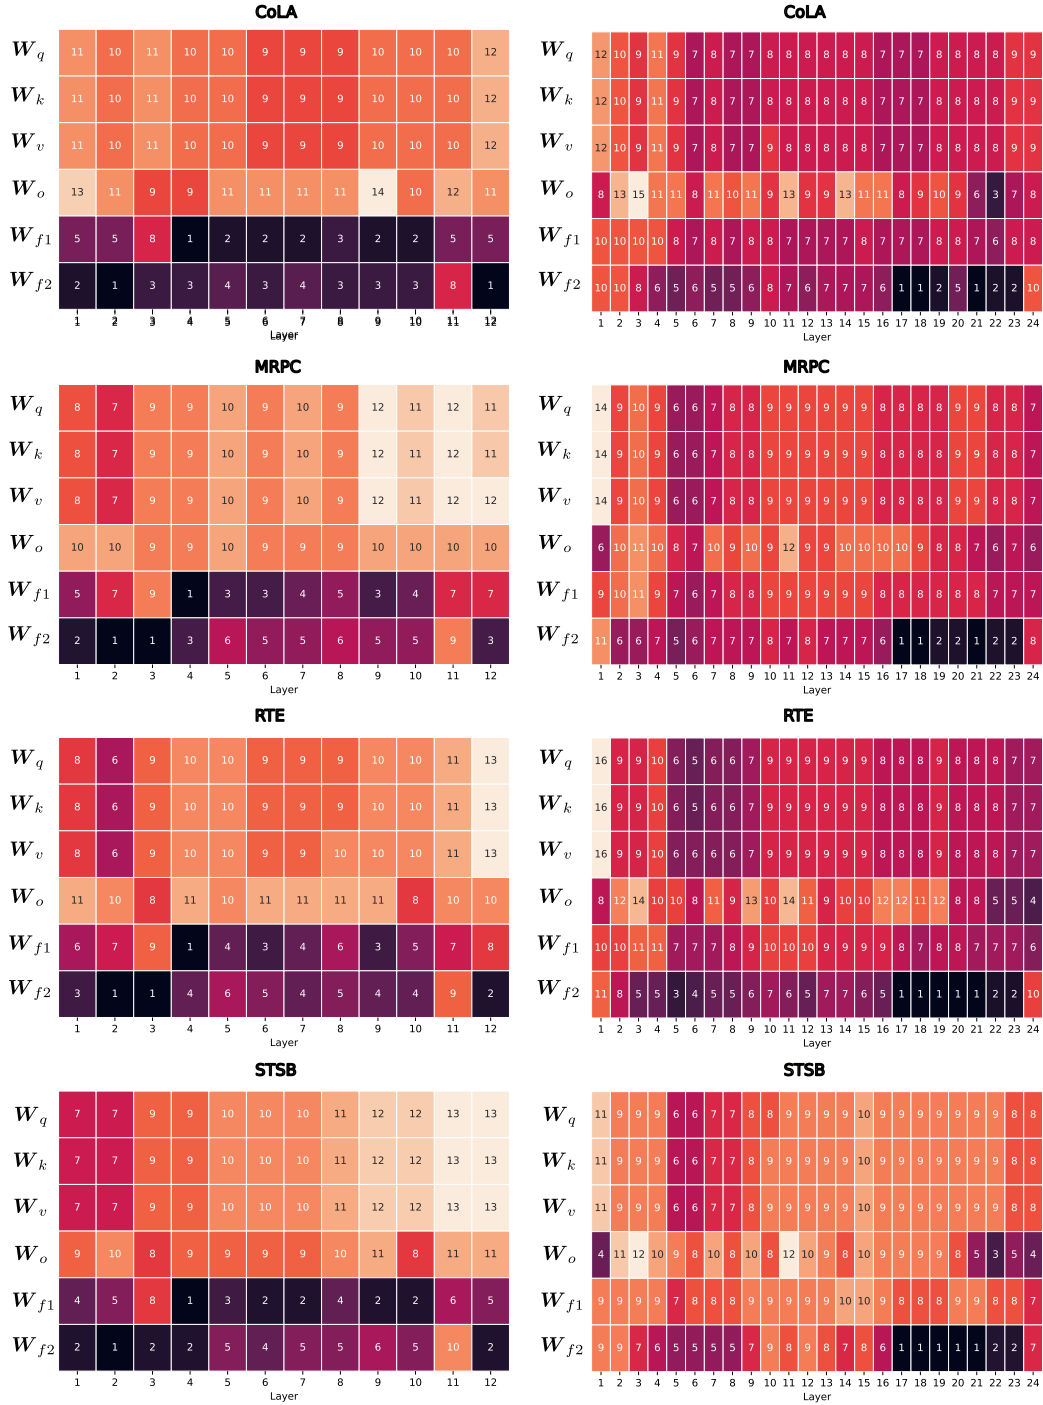 CoLA
W_q 11 10 11 10 10 9 9 9 10 10 10 12
W_k 11 10 11 10 10 9 9 9 10 10 10 12
W_v 11 10 11 10 10 9 9 9 10 10 10 12
W_o 13 11 9 9 11 11 11 11 14 10 12 11
W_f1 5 5 8 1 2 2 2 3 2 2 5 5
W_f2 2 1 3 3 4 3 4 3 3 3 8 1
1 2 3 4 5 6 7 8 9 10 11 12
Layer
CoLA
W_q 12 10 9 11 9 7 8 7 7 8 8 8 8 8 8 7 7 7 8 8 8 8 9 9
W_k 12 10 9 11 9 7 8 7 7 8 8 8 8 8 8 7 7 7 8 8 8 8 9 9
W_v 12 10 9 11 9 7 8 7 7 9 8 8 8 8 8 7 7 7 8 8 8 8 9 9
W_o 8 13 15 11 11 8 11 10 11 9 13 9 9 13 11 11 8 9 10 9 6 3 7 8
W_f1 10 10 10 10 8 7 8 7 8 8 7 7 7 7 8 7 7 7 8 8 7 6 8 8
W_f2 10 10 8 6 5 6 5 5 6 8 7 6 7 7 7 6 1 1 2 5 1 2 2 10
1 2 3 4 5 6 7 8 9 10 11 12 13 14 15 16 17 18 19 20 21 22 23 24
Layer
MRPC
W_q 8 7 9 9 10 9 10 9 12 11 12 11
W_k 8 7 9 9 10 9 10 9 12 11 12 11
W_v 8 7 9 9 10 9 10 9 12 11 12 12
W_o 10 10 9 9 10 9 9 9 10 10 10 10
W_f1 5 7 9 1 3 3 4 5 3 4 7 7
W_f2 2 1 1 3 6 5 5 6 5 5 9 3
1 2 3 4 5 6 7 8 9 10 11 12
Layer
MRPC
W_q 14 9 10 9 6 6 7 8 8 9 9 9 9 9 9 8 8 8 8 9 9 8 8 7
W_k 14 9 10 9 6 6 7 8 8 9 9 9 9 9 9 8 8 8 8 9 9 8 8 7
W_v 14 9 10 9 6 6 7 8 8 9 9 9 9 9 9 8 8 8 8 9 9 8 8 7
W_o 6 10 11 10 8 7 10 9 10 9 12 9 9 10 10 10 10 9 8 8 7 6 7 6
W_f1 9 10 11 9 7 6 7 8 8 9 9 9 9 9 9 8 8 8 8 8 8 7 7 7
W_f2 11 6 6 7 5 6 7 7 7 8 7 8 7 7 7 6 1 1 2 2 1 2 2 8
1 2 3 4 5 6 7 8 9 10 11 12 13 14 15 16 17 18 19 20 21 22 23 24
Layer
RTE
W_q 8 6 9 10 10 9 9 9 10 10 11 13
W_k 8 6 9 10 10 9 9 9 10 10 11 13
W_v 8 6 9 10 10 9 9 10 10 10 11 13
W_o 11 10 8 11 10 11 11 11 11 8 10 10
W_f1 6 7 9 1 4 3 4 6 3 5 7 8
W_f2 3 1 1 4 6 5 4 5 4 4 9 2
1 2 3 4 5 6 7 8 9 10 11 12
Layer
RTE
W_q 16 9 9 10 6 5 6 6 7 9 9 9 9 9 9 8 8 8 9 8 8 8 7 7
W_k 16 9 9 10 6 5 6 6 7 9 9 9 9 9 9 8 8 8 9 8 8 8 7 7
W_v 16 9 9 10 6 6 6 6 7 9 9 9 9 9 9 8 8 8 9 8 8 8 7 7
W_o 8 12 14 10 10 8 11 9 13 10 14 11 9 10 10 12 12 11 12 8 8 5 5 4
W_f1 10 10 11 11 7 7 7 8 9 10 10 10 9 9 9 9 8 7 8 8 7 7 7 6
W_f2 11 8 5 5 3 4 5 5 6 7 6 5 7 7 6 5 1 1 1 1 1 2 2 10
1 2 3 4 5 6 7 8 9 10 11 12 13 14 15 16 17 18 19 20 21 22 23 24
Layer
STSB
W_q 7 7 9 9 10 10 10 11 12 12 13 13
W_k 7 7 9 9 10 10 10 11 12 12 13 13
W_v 7 7 9 9 10 10 10 11 12 12 13 13
W_o 9 10 8 9 9 9 9 10 11 8 11 11
W_f1 4 5 8 1 3 2 2 4 2 2 6 5
W_f2 2 1 2 2 5 4 5 5 6 5 10 2
1 2 3 4 5 6 7 8 9 10 11 12
Layer
STSB
W_q 11 9 9 9 6 6 7 7 8 8 9 9 9 9 10 9 9 9 9 9 9 9 8 8
W_k 11 9 9 9 6 6 7 7 8 9 9 9 9 9 10 9 9 9 9 9 9 9 8 8
W_v 11 9 9 9 6 6 7 7 8 9 9 9 9 9 10 9 9 9 9 9 9 9 8 8
W_o 4 11 12 10 9 8 10 8 10 8 12 10 9 8 10 9 9 9 9 8 5 3 5 4
W_f1 9 9 9 9 7 8 8 8 9 9 9 9 9 10 10 9 8 8 8 9 9 8 8 7
W_f2 9 9 7 6 5 5 5 5 7 9 8 9 8 7 8 6 1 1 1 1 1 2 2 7
1 2 3 4 5 6 7 8 9 10 11 12 13 14 15 16 17 18 19 20 21 22 23 24
Layer